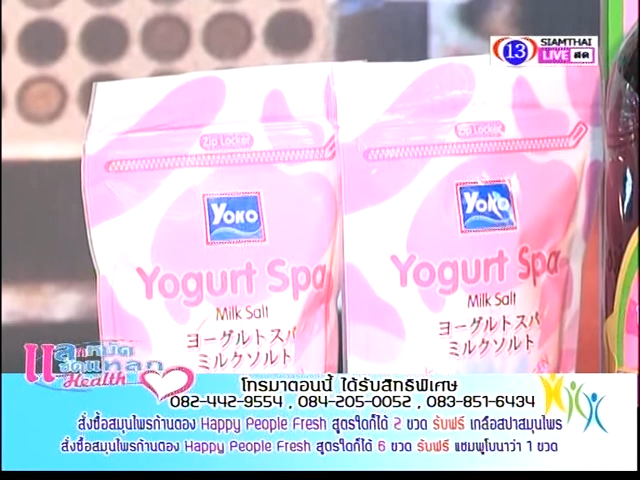 13 SIAMTHAI
LIVE สด
Zip Locker
YOKO
Yogurt Spa
Milk Salt
ヨーグルトスパ
ミルクソルト
Zip Locker
YOKO
Yogurt Spa
Milk Salt
ヨーグルトスパ
ミルクソルト
Health
โทรมาตอนนี้ ได้รับสิทธิพิเศษ
082-442-9554 , 084-205-0052 , 083-851-6434
สั่งซื้อสมุนไพรก้านตอง Happy People Fresh สูตรใดก็ได้ 2 ขวด รับฟรี เกลือสปาสมุนไพร
สั่งซื้อสมุนไพรก้านตอง Happy People Fresh สูตรใดก็ได้ 6 ขวด รับฟรี แชมพูโบนาว่า 1 ขวด